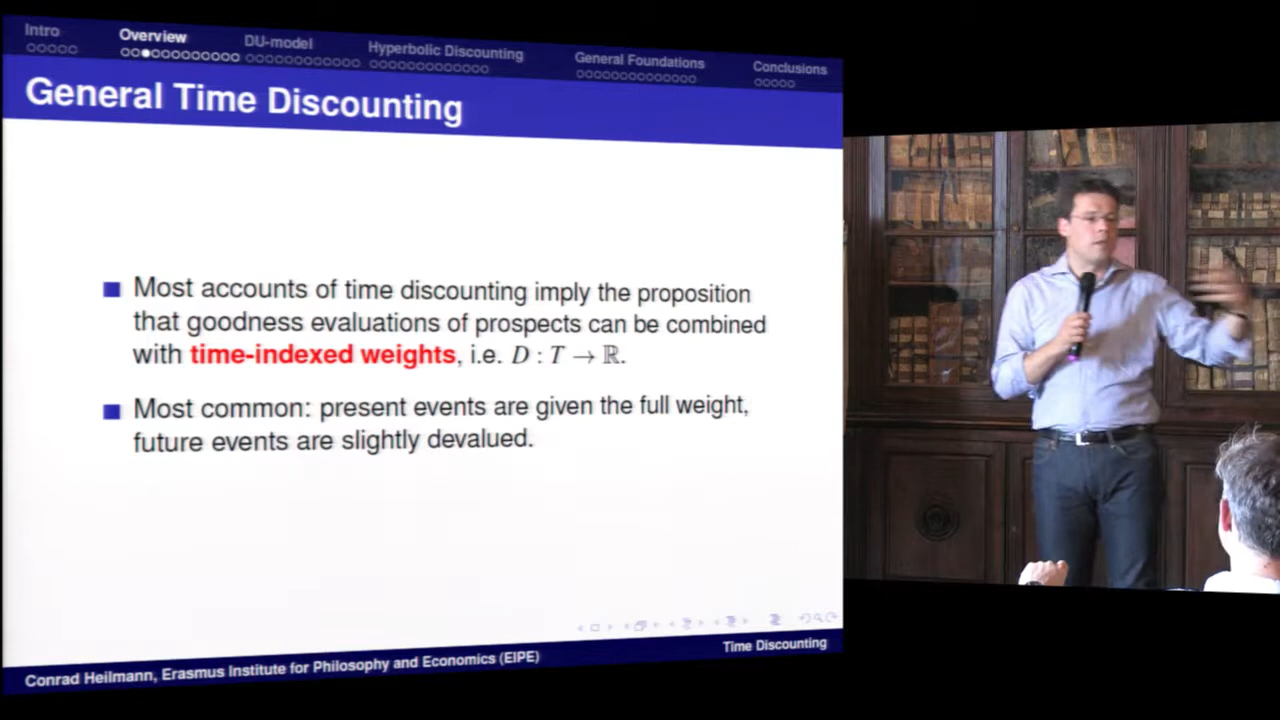 Intro Overview DU-model Hyperbolic Discounting General Foundations Conclusions
General Time Discounting
Most accounts of time discounting imply the proposition
that goodness evaluations of prospects can be combined
with time-indexed weights, i.e. D : T → ℝ.
Most common: present events are given the full weight,
future events are slightly devalued.
Conrad Heilmann, Erasmus Institute for Philosophy and Economics (EIPE) Time Discounting